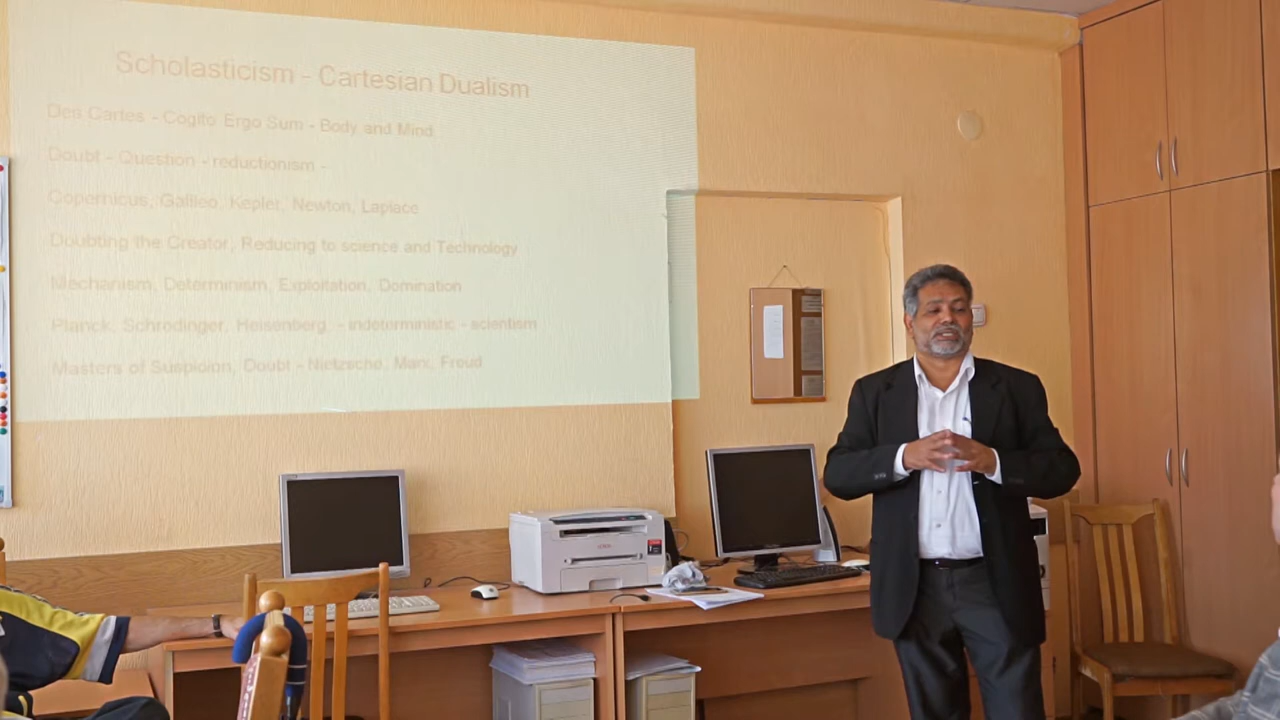 Scholasticism - Cartesian Dualism
Des Cartes - Cogito Ergo Sum - Body and Mind
Doubt - Question - reductionism -
Copernicus, Galileo, Kepler, Newton, Laplace
Doubting the Creator; Reducing to science and Technology
Mechanism, Determinism, Exploitation, Domination
Planck, Schrodinger, Heisenberg, - indeterministic - scientism
Masters of Suspicion, Doubt - Nietzsche, Marx, Freud